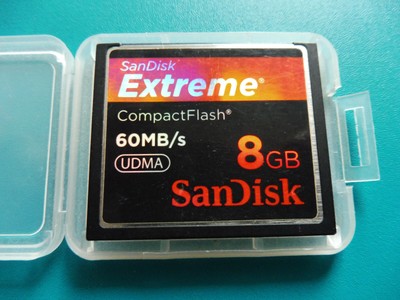 SanDisk
Extreme®
CompactFlash®
60MB/s
UDMA
8GB
SanDisk